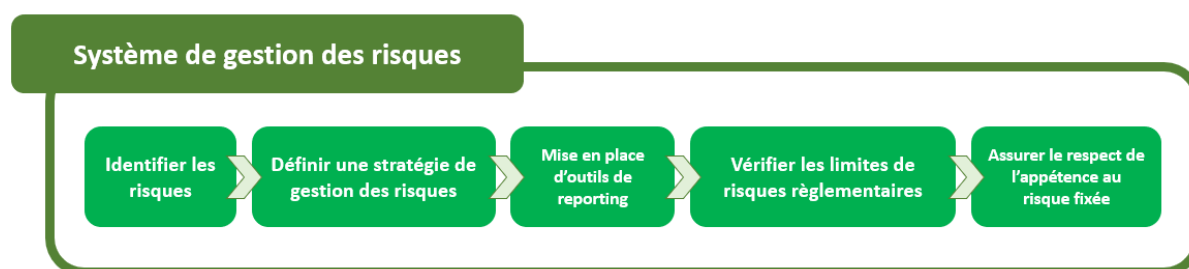 Système de gestion des risques
Identifier les
risques
Définir une stratégie de
gestion des risques
Mise en place
d'outils de
reporting
Vérifier les limites de
risques règlementaires
Assurer le respect de
l'appétence au
risque fixée